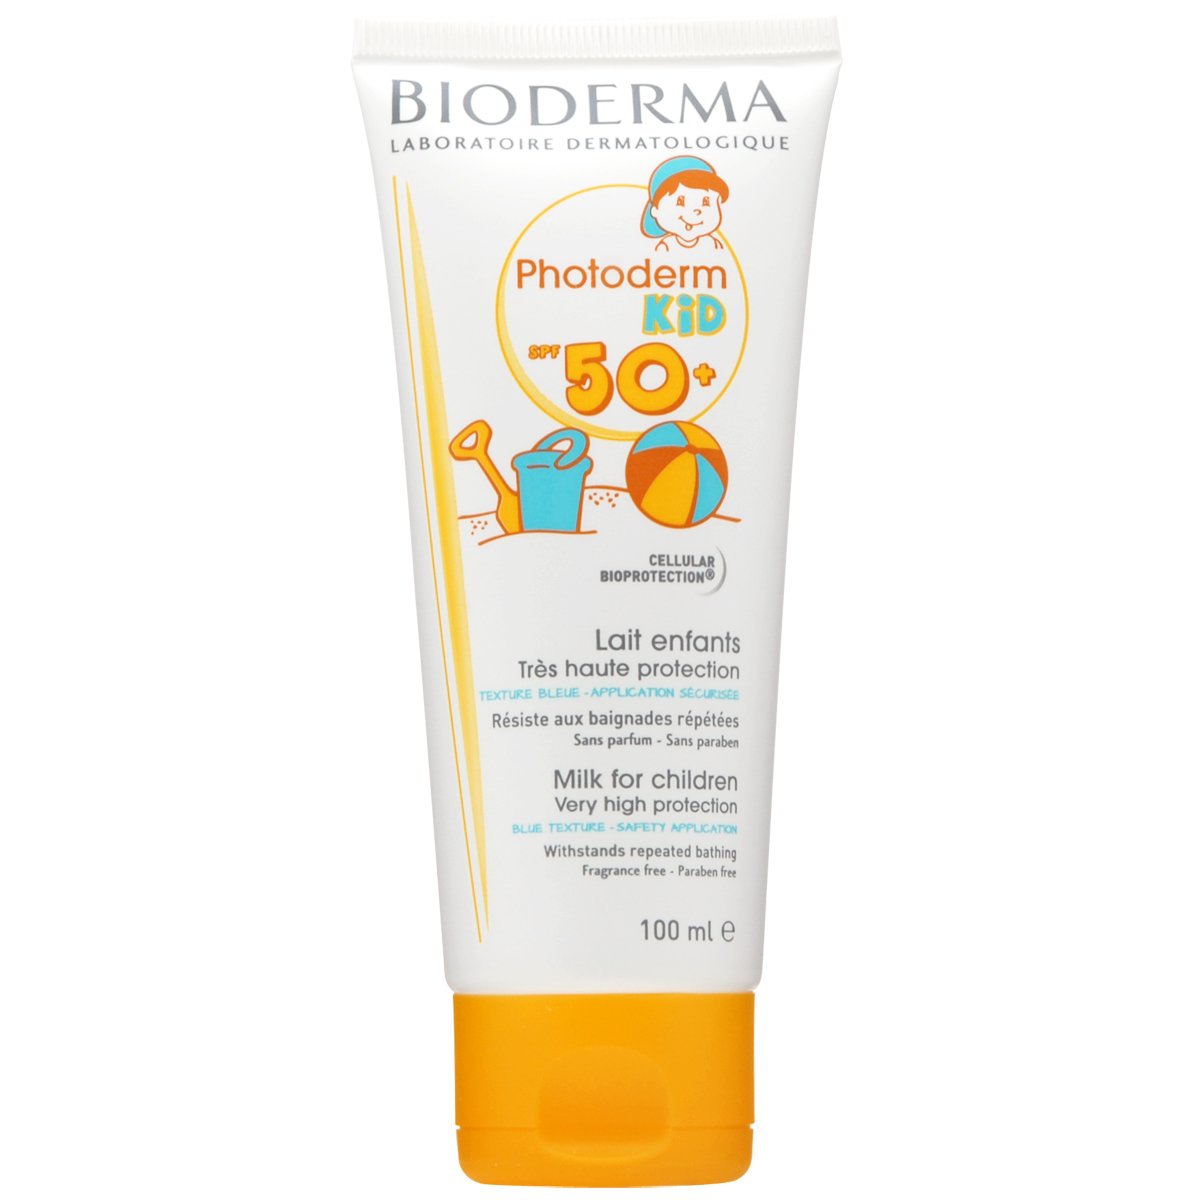 BIODERMA
LABORATOIRE DERMATOLOGIQUE
Photoderm
KiD
SPF 50+
CELLULAR
BIOPROTECTION®
Lait enfants
Très haute protection
TEXTURE BLEUE - APPLICATION SÉCURISÉE
Résiste aux baignades répétées
Sans parfum - Sans paraben
Milk for children
Very high protection
BLUE TEXTURE - SAFETY APPLICATION
Withstands repeated bathing
Fragrance free - Paraben free
100 ml e